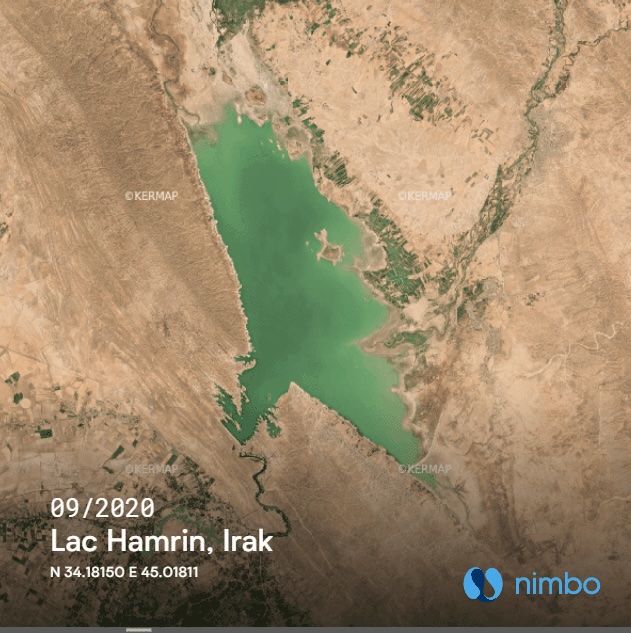 ©KERMAP ©KERMAP
©KERMAP ©KERMAP
09/2020
Lac Hamrin, Irak
N 34.18150 E 45.01811
nimbo